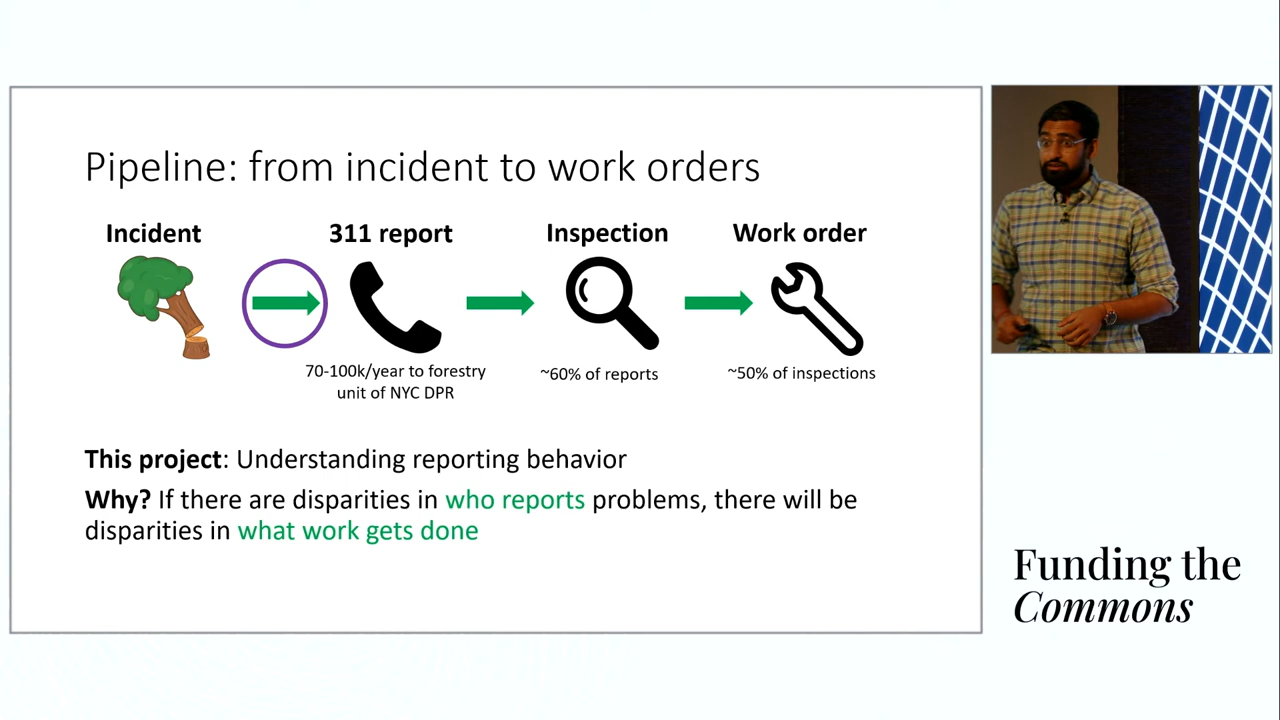 Pipeline: from incident to work orders
Incident
311 report
Inspection
Work order
70-100k/year to forestry
unit of NYC DPR
~60% of reports
~50% of inspections
This project: Understanding reporting behavior
Why? If there are disparities in who reports problems, there will be
disparities in what work gets done
Funding the
Commons